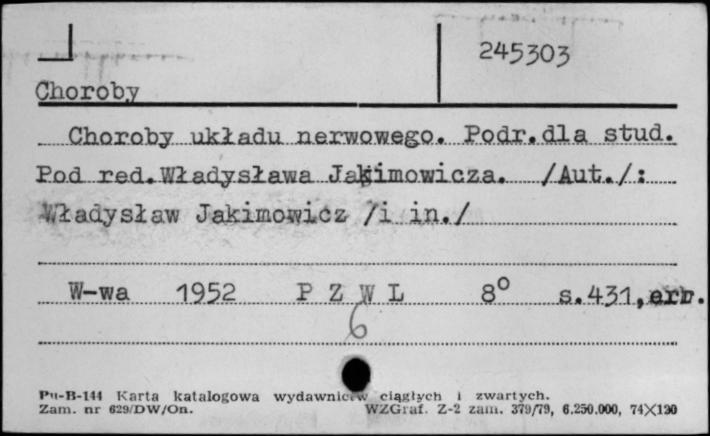 245303
Choroby
Choroby układu nerwowego. Podr.dla stud.
Pod red.Władysława Jakimowicza. /Aut./:
Władysław Jakimowicz /i in./
W-wa 1952 P Z W L 8° s.431,err.
6
Pu-B-144 Karta katalogowa wydawnictw ciągłych i zwartych.
Zam. nr 629/DW/On. WZGraf. Z-2 zam. 379/79, 6.250.000, 74X120